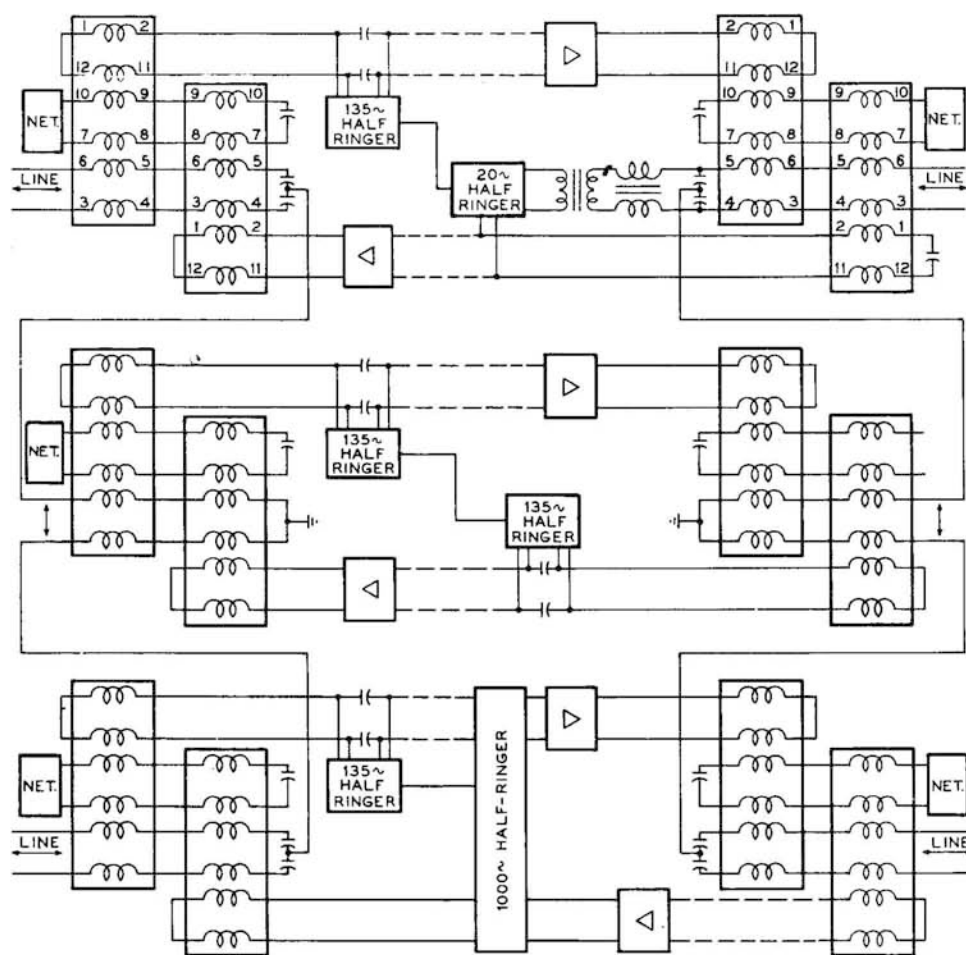 1 2 2 1
12 11 11 12
10 9 9 10 10 9 9 10
NET. 135~ HALF RINGER NET.
7 8 8 7 7 8 8 7
6 5 6 5 20~ HALF RINGER 5 6 5 6
LINE LINE
3 4 3 4 4 3 4 3
1 2 2 1
12 11 11 12
NET. 135~ HALF RINGER
135~ HALF RINGER
NET. 135~ HALF RINGER 1000~ HALF-RINGER NET.
LINE LINE